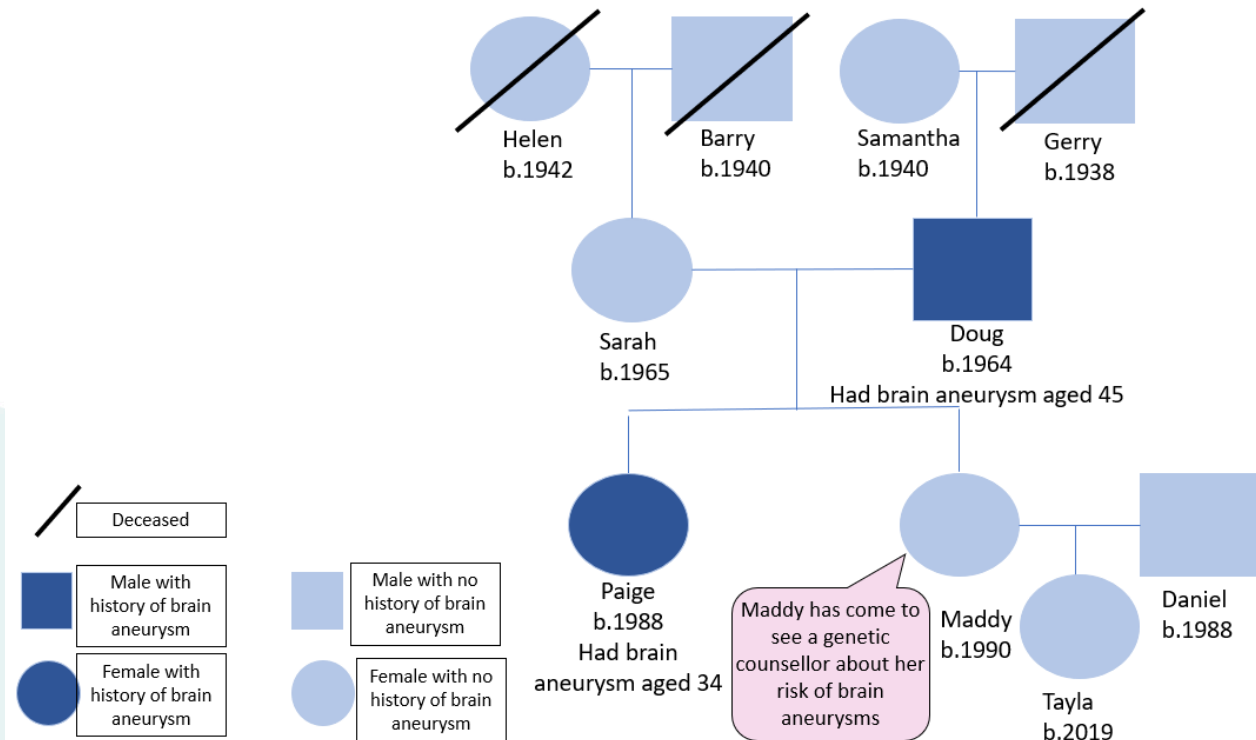 Helen
b.1942
Barry
b.1940
Samantha
b.1940
Gerry
b.1938
Sarah
b.1965
Doug
b.1964
Had brain aneurysm aged 45
Paige
b.1988
Had brain
aneurysm aged 34
Maddy has come to
see a genetic
counsellor about her
risk of brain
aneurysms
Maddy
b.1990
Daniel
b.1988
Tayla
b.2019
Deceased
Male with
history of brain
aneurysm
Male with no
history of brain
aneurysm
Female with
history of brain
aneurysm
Female with no
history of brain
aneurysm